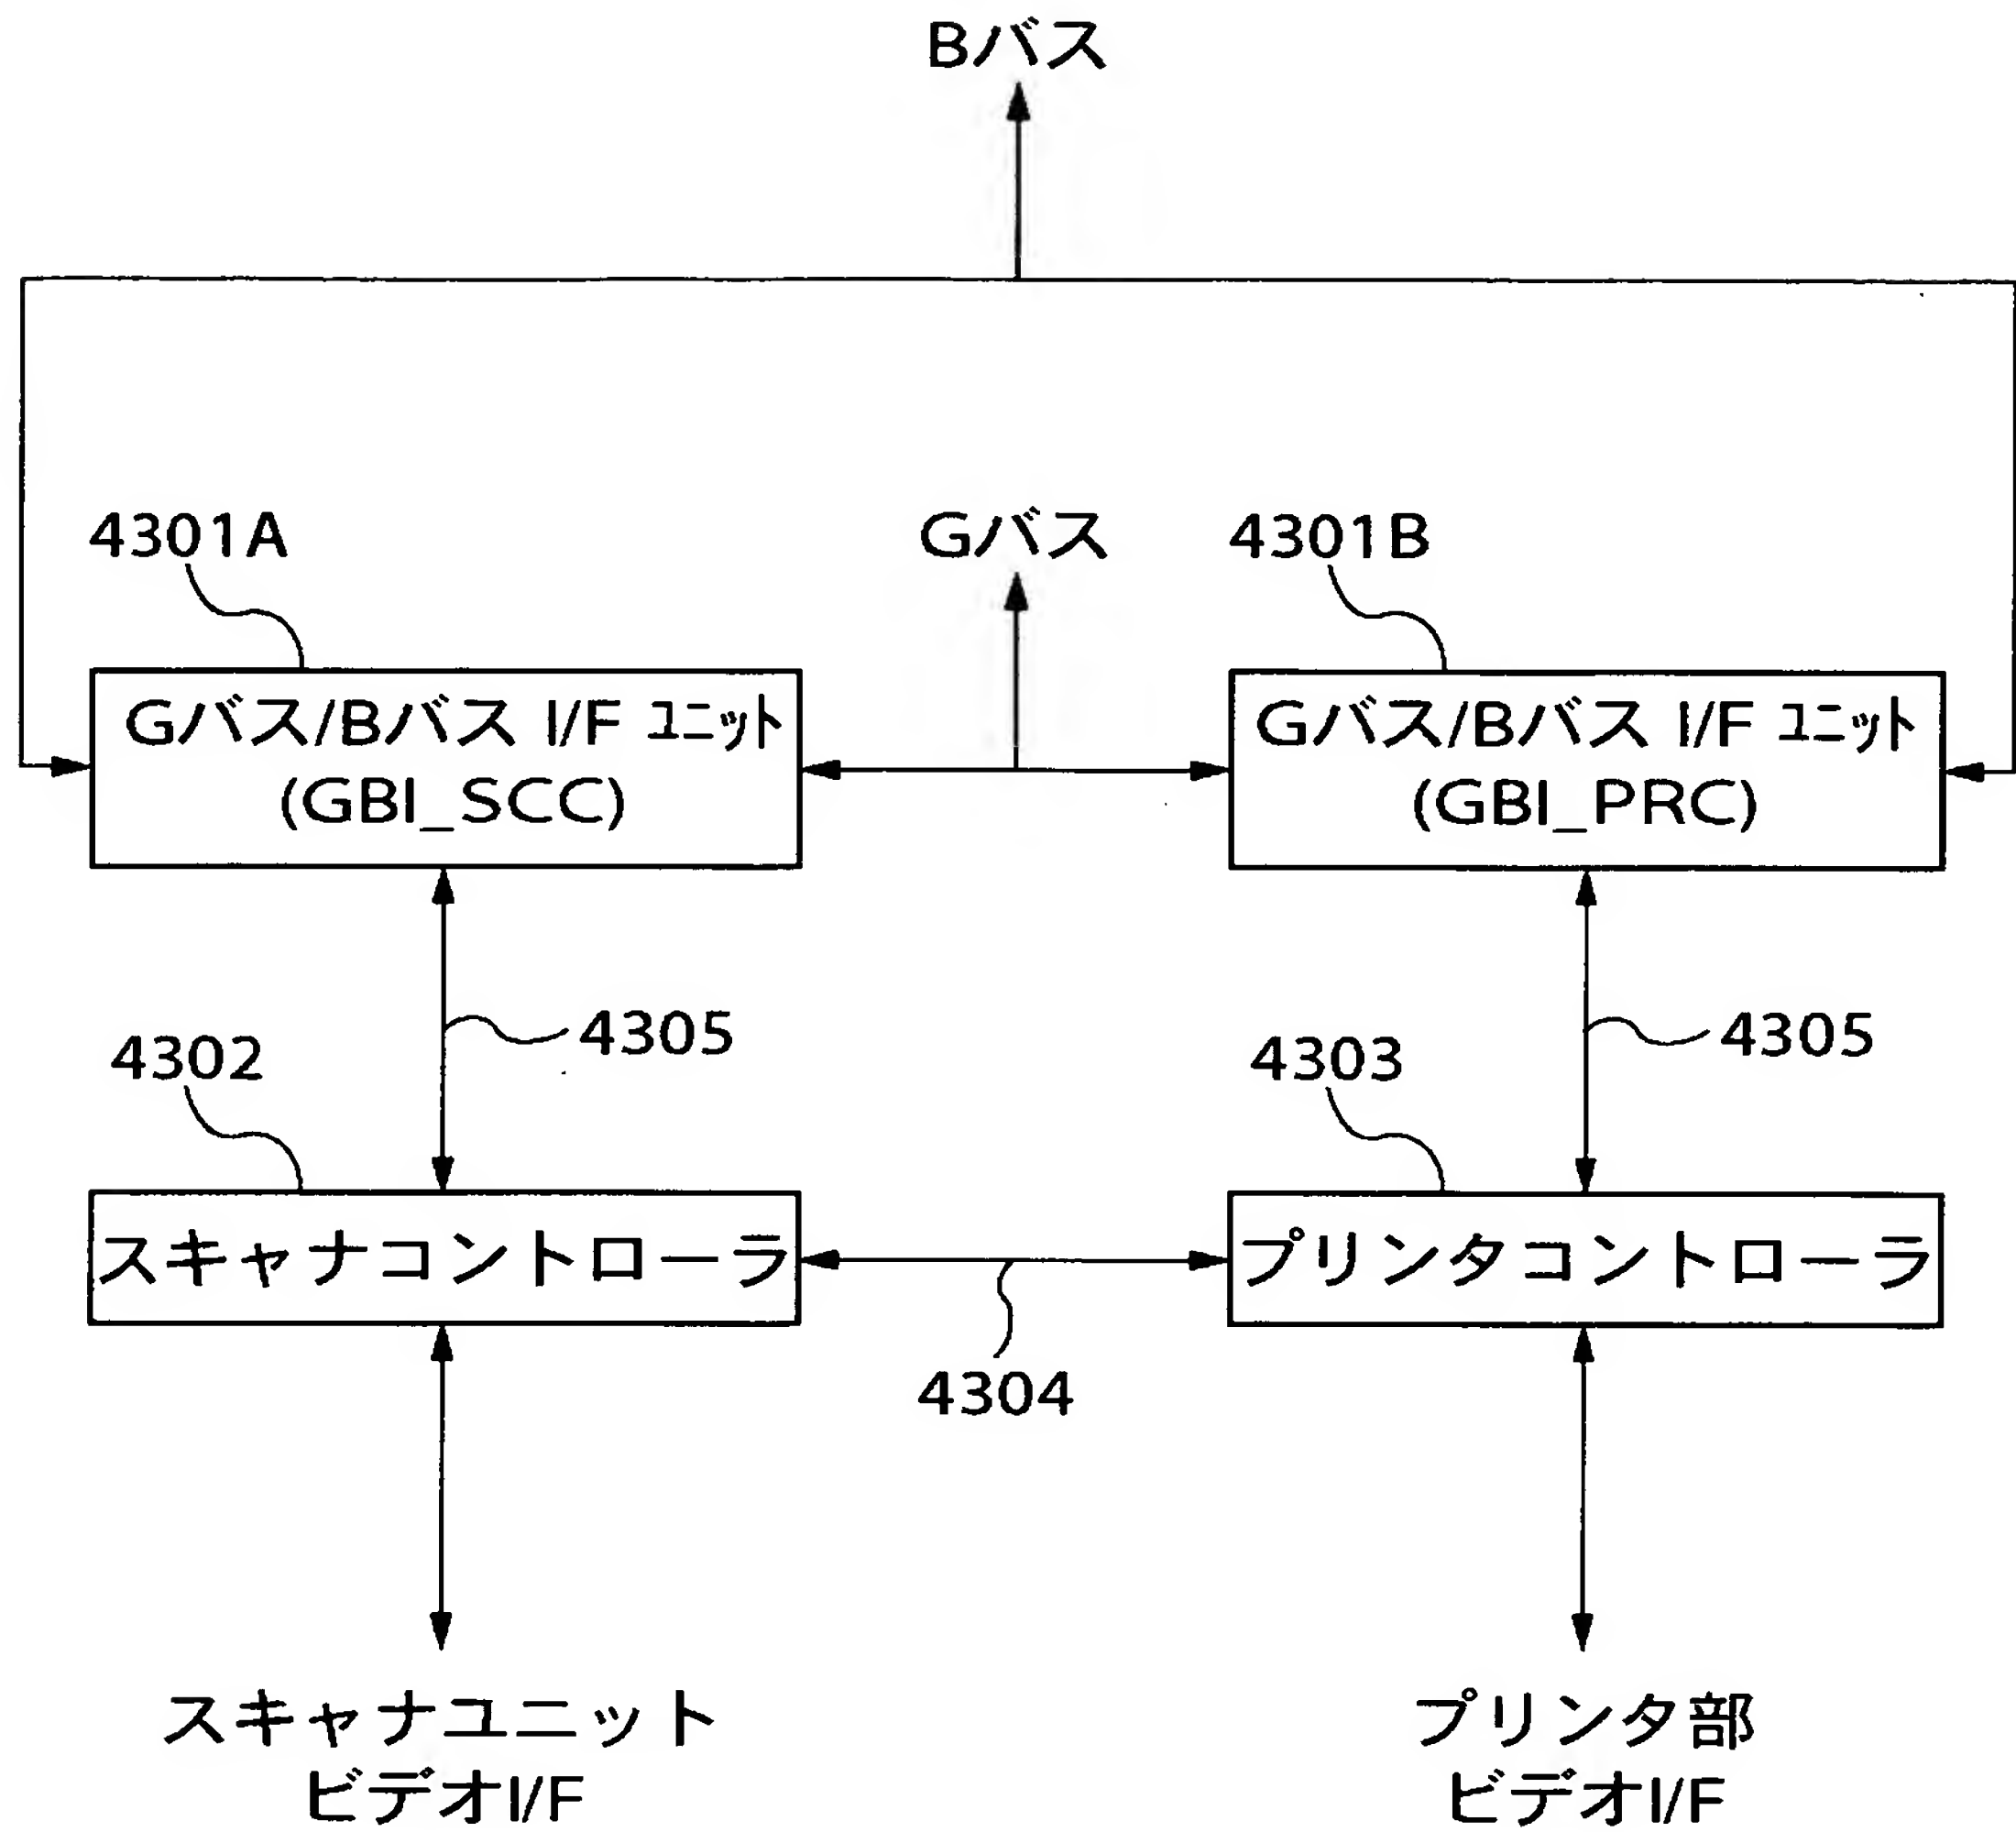 Bバス
4301A
Gバス
4301B
Gバス/Bバス I/F ユニット
(GBI_SCC)
Gバス/Bバス I/F ユニット
(GBI_PRC)
4305
4305
4302
4303
スキャナコントローラ
プリンタコントローラ
4304
スキャナユニット
ビデオI/F
プリンタ部
ビデオI/F